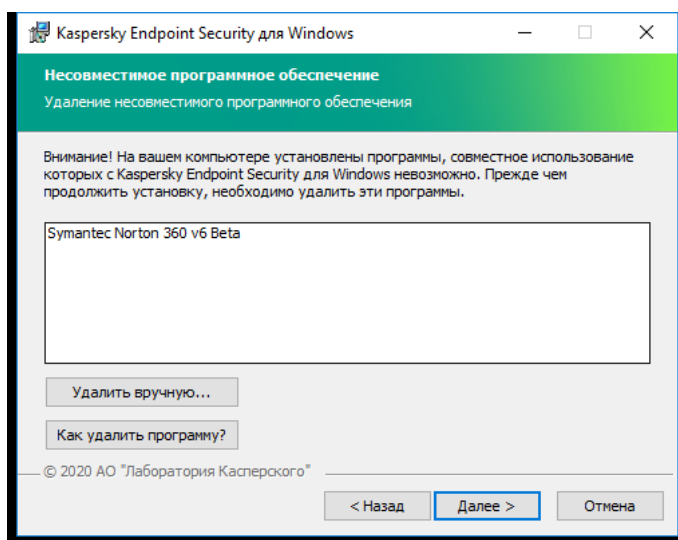 Kaspersky Endpoint Security для Windows
Несовместимое программное обеспечение
Удаление несовместимого программного обеспечения
Внимание! На вашем компьютере установлены программы, совместное использование
которых с Kaspersky Endpoint Security для Windows невозможно. Прежде чем
продолжить установку, необходимо удалить эти программы.
Symantec Norton 360 v6 Beta
Удалить вручную...
Как удалить программу?
© 2020 АО "Лаборатория Касперского"
< Назад
Далее >
Отмена